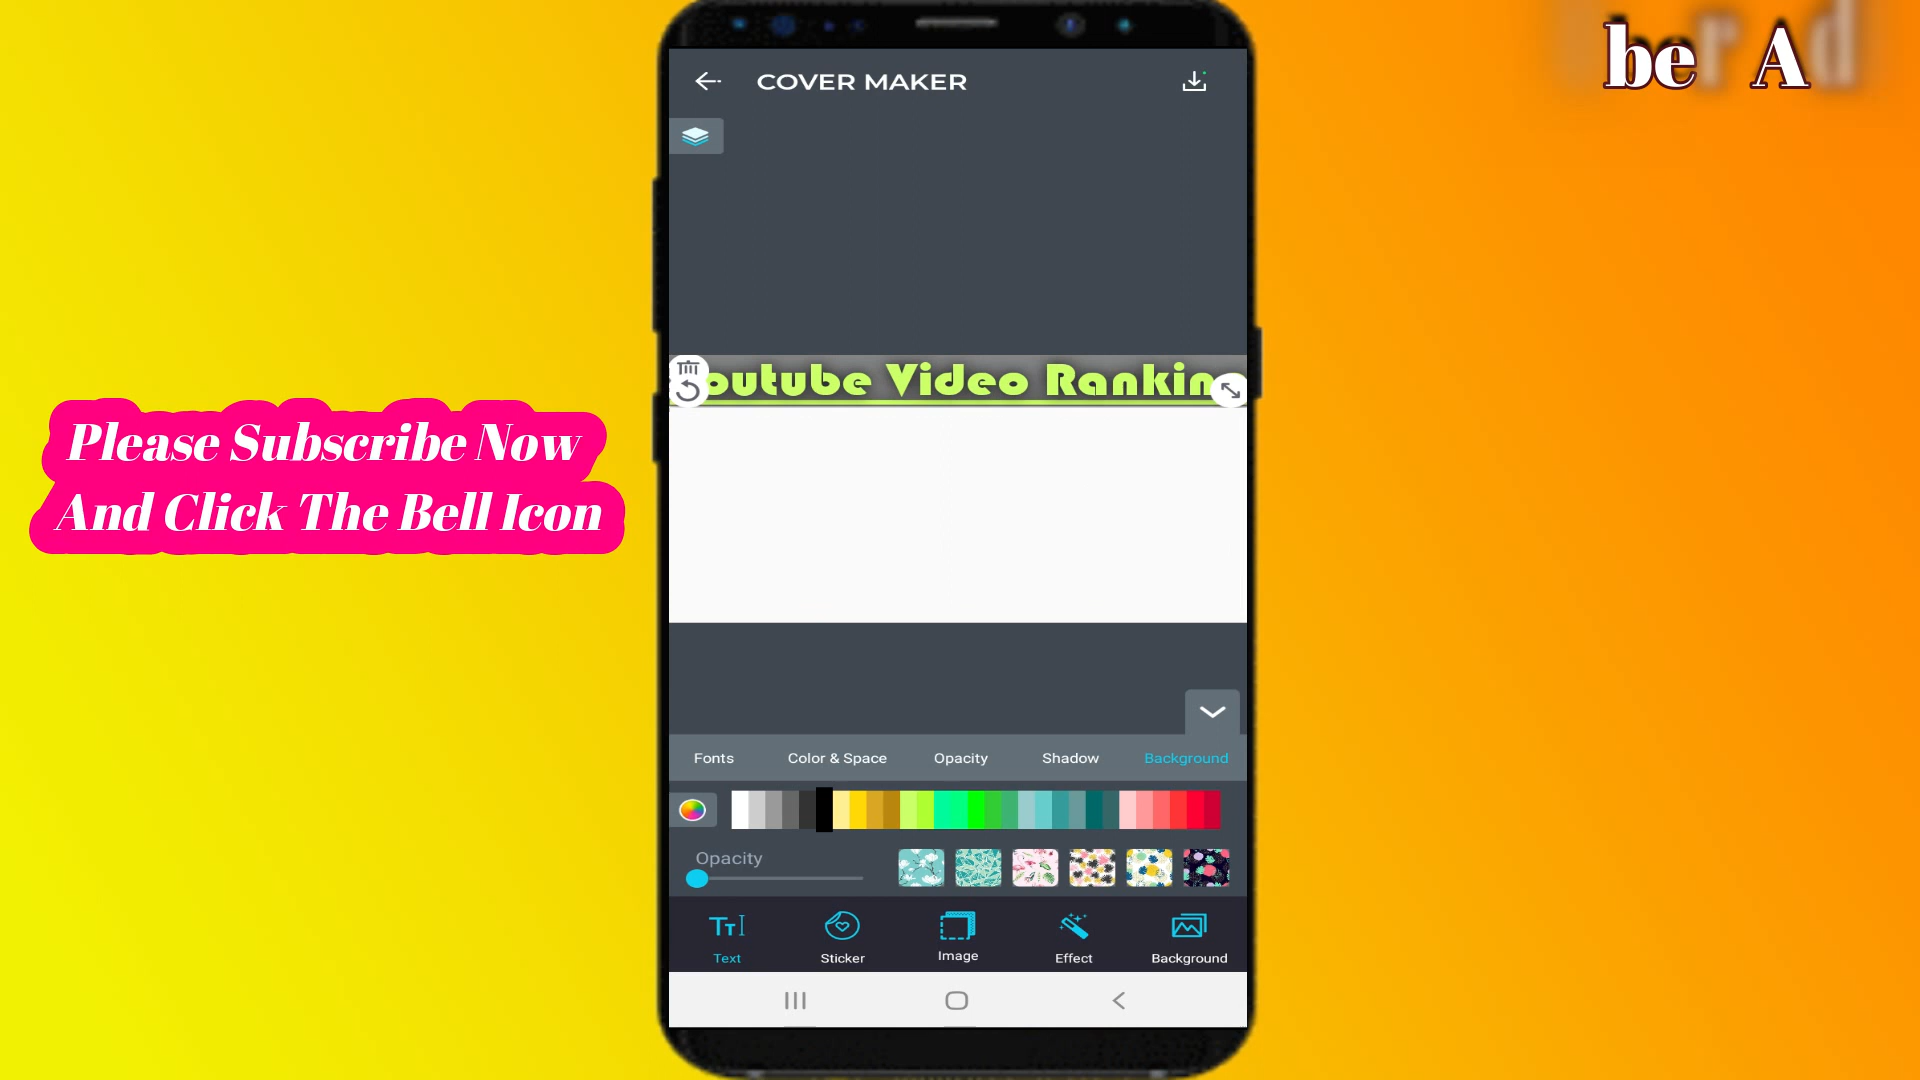 be A
COVER MAKER
outube Video Rankin
Please Subscribe Now
And Click The Bell Icon
Fonts Color & Space Opacity Shadow Background
Opacity
Text Sticker Image Effect Background